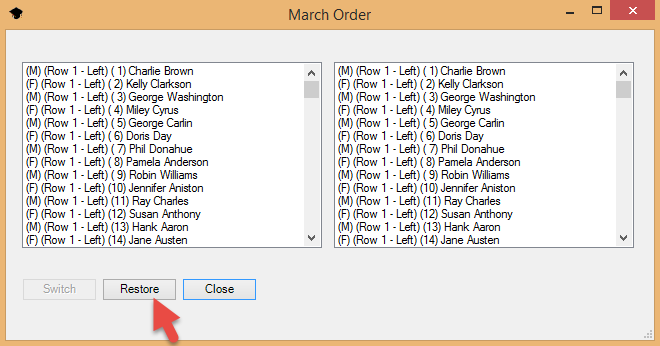 March Order
(M) (Row 1 - Left) ( 1) Charlie Brown
(F) (Row 1 - Left) ( 2) Kelly Clarkson
(M) (Row 1 - Left) ( 3) George Washington
(F) (Row 1 - Left) ( 4) Miley Cyrus
(M) (Row 1 - Left) ( 5) George Carlin
(F) (Row 1 - Left) ( 6) Doris Day
(M) (Row 1 - Left) ( 7) Phil Donahue
(F) (Row 1 - Left) ( 8) Pamela Anderson
(M) (Row 1 - Left) ( 9) Robin Williams
(F) (Row 1 - Left) (10) Jennifer Aniston
(M) (Row 1 - Left) (11) Ray Charles
(F) (Row 1 - Left) (12) Susan Anthony
(M) (Row 1 - Left) (13) Hank Aaron
(F) (Row 1 - Left) (14) Jane Austen
(M) (Row 1 - Left) ( 1) Charlie Brown
(F) (Row 1 - Left) ( 2) Kelly Clarkson
(M) (Row 1 - Left) ( 3) George Washington
(F) (Row 1 - Left) ( 4) Miley Cyrus
(M) (Row 1 - Left) ( 5) George Carlin
(F) (Row 1 - Left) ( 6) Doris Day
(M) (Row 1 - Left) ( 7) Phil Donahue
(F) (Row 1 - Left) ( 8) Pamela Anderson
(M) (Row 1 - Left) ( 9) Robin Williams
(F) (Row 1 - Left) (10) Jennifer Aniston
(M) (Row 1 - Left) (11) Ray Charles
(F) (Row 1 - Left) (12) Susan Anthony
(M) (Row 1 - Left) (13) Hank Aaron
(F) (Row 1 - Left) (14) Jane Austen
Switch Restore Close